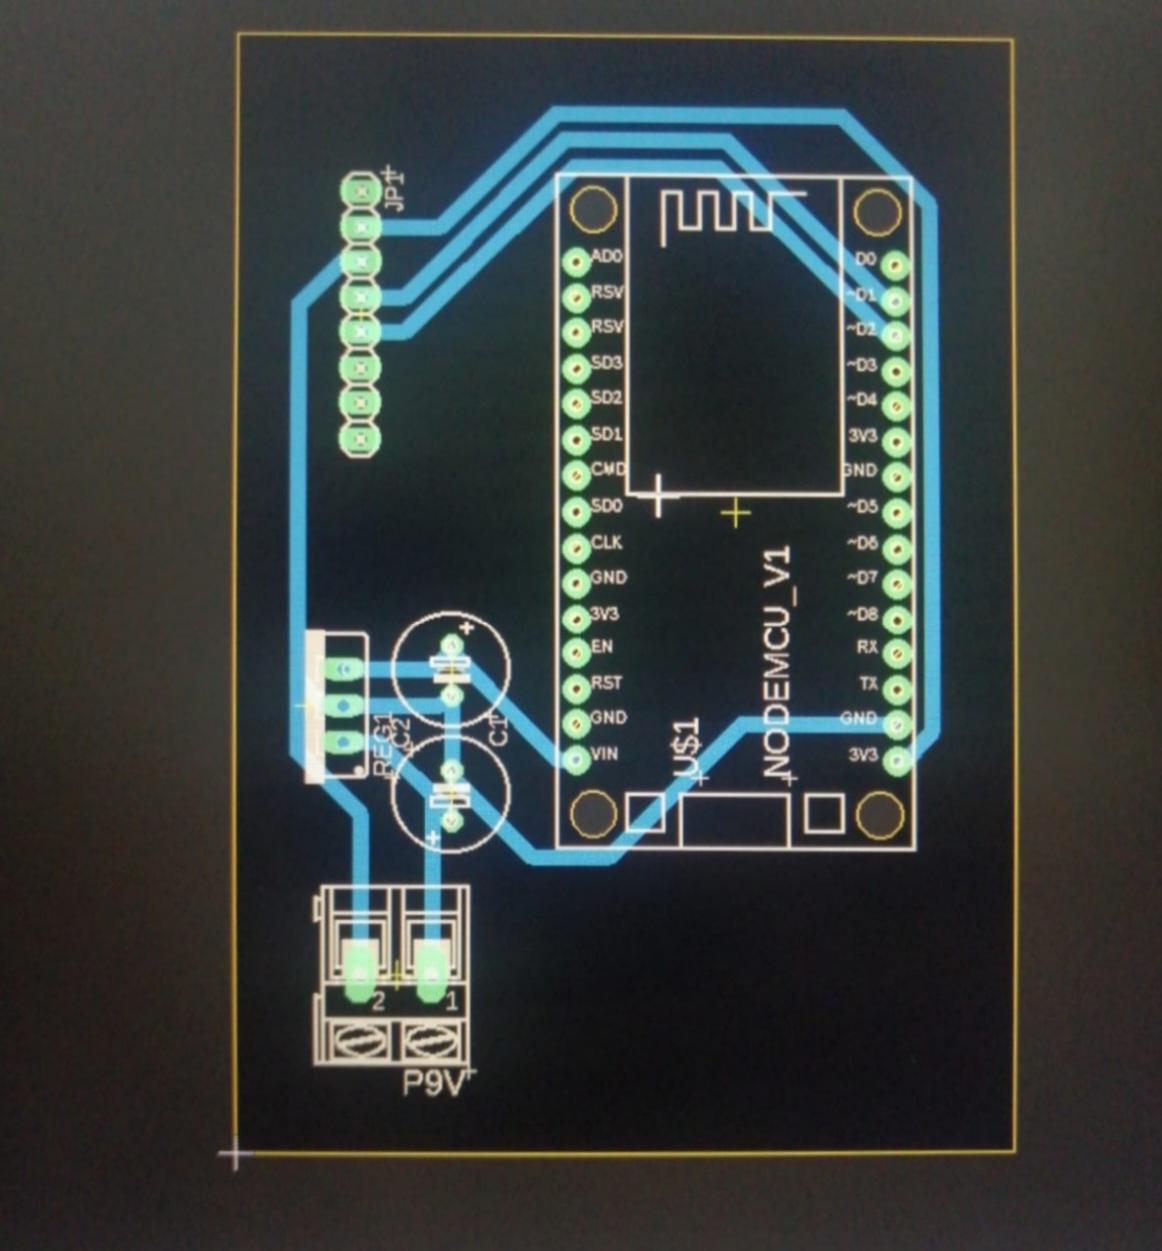 JP1
AD0
RSV
RSV
SD3
SD2
SD1
CMD
SD0
CLK
GND
3V3
EN
RST
GND
VIN
D0
~D1
~D2
~D3
~D4
3V3
GND
~D5
~D6
~D7
~D8
RX
TX
GND
3V3
NODEMCU_V1
U$1
REG1
C2
C1
+
+
2 1
P9V